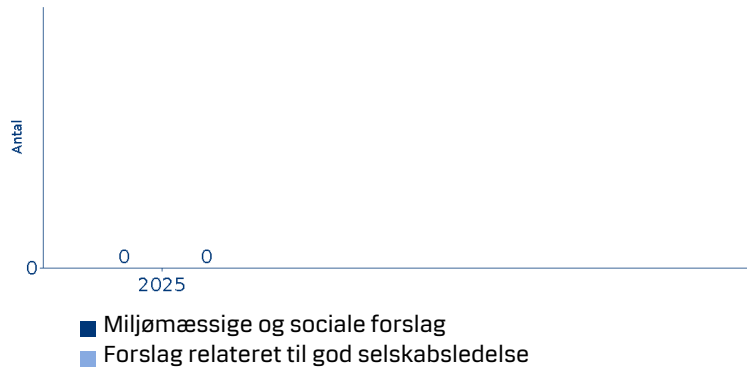 Antal
0 0
0
2025
Miljømæssige og sociale forslag
Forslag relateret til god selskabsledelse